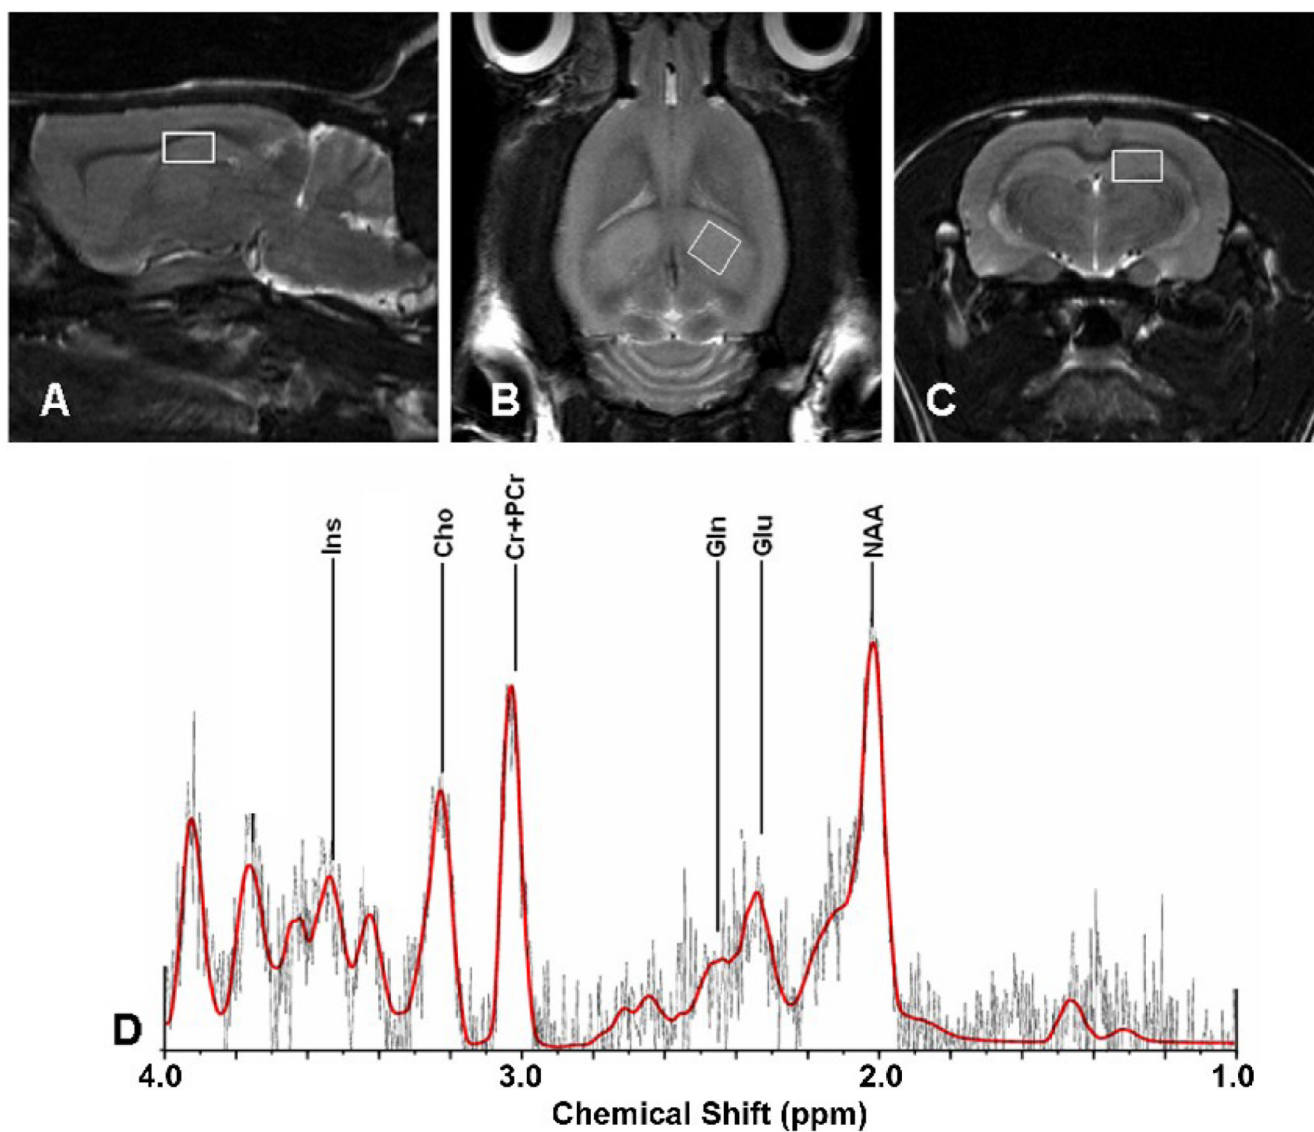 A
B
C
Ins
Cho
Cr+PCr
Gln
Glu
NAA
D
4.0
3.0
2.0
1.0
Chemical Shift (ppm)